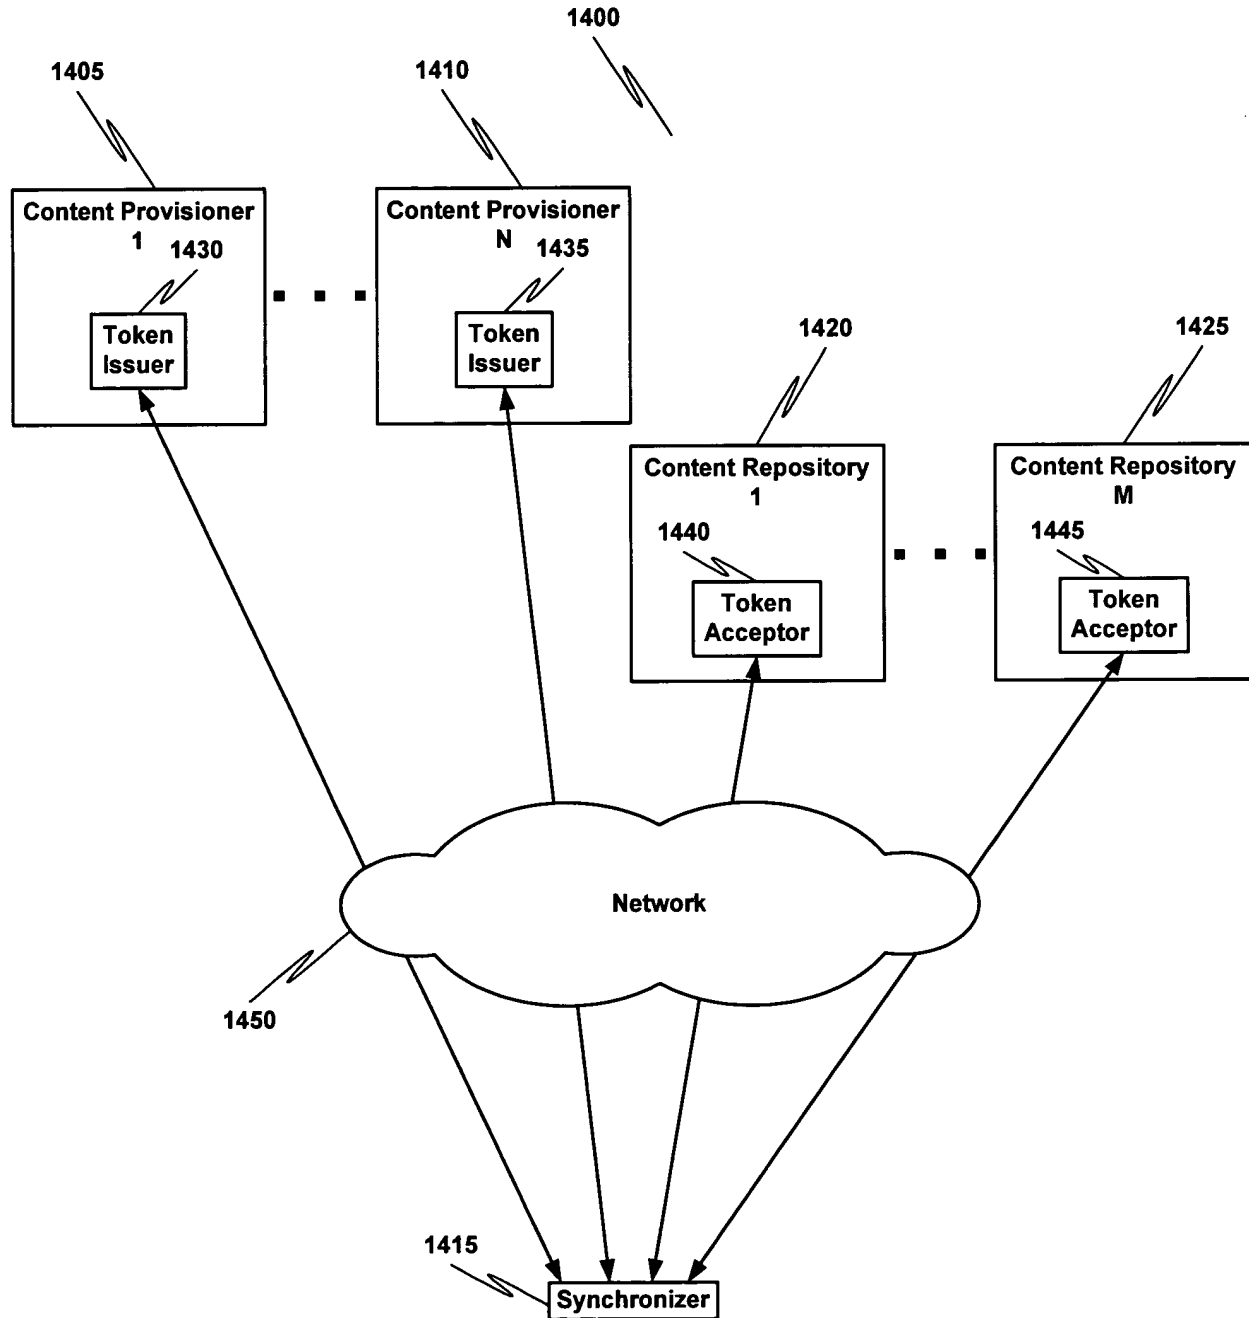 1400
1405
1410
Content Provisioner
1
1430
Token
Issuer
Content Provisioner
N
1435
Token
Issuer
1420
1425
Content Repository
1
1440
Token
Acceptor
Content Repository
M
1445
Token
Acceptor
Network
1450
1415
Synchronizer